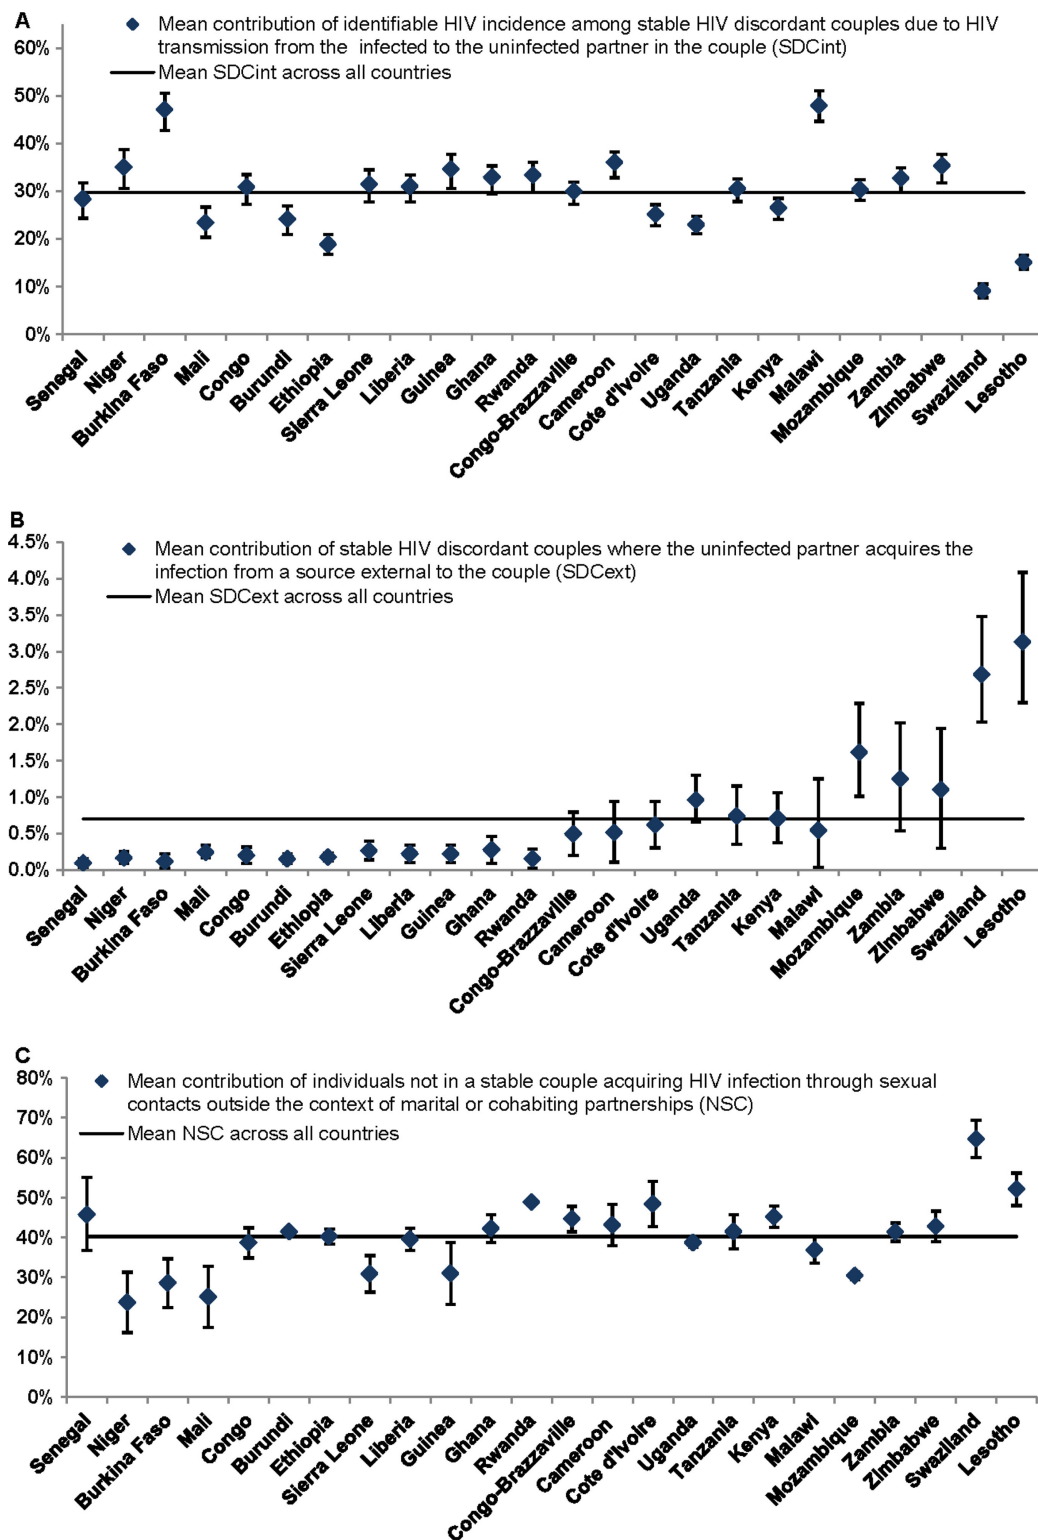 A
Mean contribution of identifiable HIV incidence among stable HIV discordant couples due to HIV
transmission from the infected to the uninfected partner in the couple (SDCint)
Mean SDCint across all countries
60%
50%
40%
30%
20%
10%
0%
Senegal
Niger
Burkina Faso
Mali
Congo
Burundi
Ethiopia
Sierra Leone
Liberia
Guinea
Ghana
Rwanda
Congo-Brazzaville
Cameroon
Cote d'Ivoire
Uganda
Tanzania
Kenya
Malawi
Mozambique
Zambia
ZImbabwe
Swaziland
Lesotho
B
Mean contribution of stable HIV discordant couples where the uninfected partner acquires the
infection from a source external to the couple (SDCext)
Mean SDCext across all countries
4.5%
4.0%
3.5%
3.0%
2.5%
2.0%
1.5%
1.0%
0.5%
0.0%
Senegal
Niger
Burkina Faso
Mali
Congo
Burundi
Ethiopia
Sierra Leone
Liberia
Guinea
Ghana
Rwanda
Congo-Brazzaville
Cameroon
Cote d'Ivoire
Uganda
Tanzania
Kenya
Malawi
Mozambique
Zambia
ZImbabwe
Swaziland
Lesotho
C
Mean contribution of individuals not in a stable couple acquiring HIV infection through sexual
contacts outside the context of marital or cohabiting partnerships (NSC)
Mean NSC across all countries
80%
70%
60%
50%
40%
30%
20%
10%
0%
Senegal
Niger
Burkina Faso
Mali
Congo
Burundi
Ethiopia
Sierra Leone
Liberia
Guinea
Ghana
Rwanda
Congo-Brazzaville
Cameroon
Cote d'Ivoire
Uganda
Tanzania
Kenya
Malawi
Mozambique
Zambia
ZImbabwe
Swaziland
Lesotho